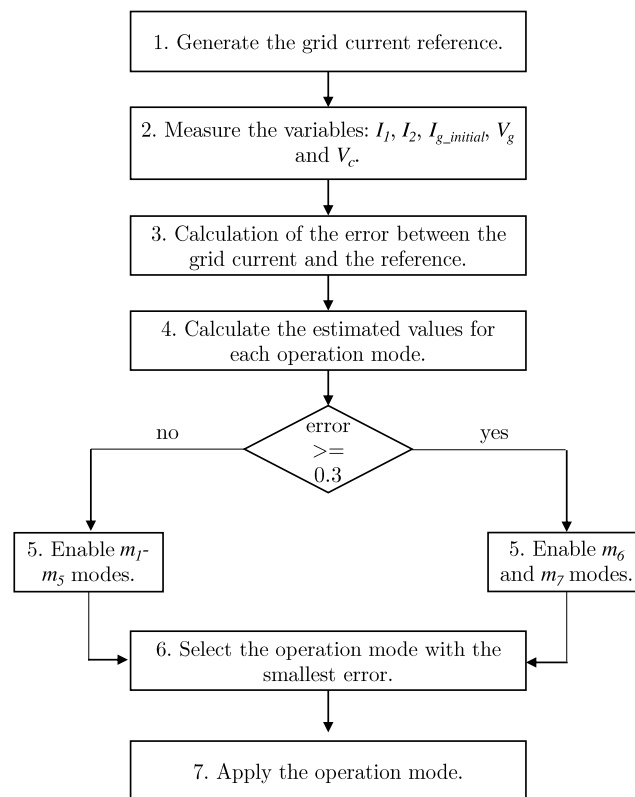 1. Generate the grid current reference.
2. Measure the variables: I₁, I₂, I_g_initial, V_g
and V_c.
3. Calculation of the error between the
grid current and the reference.
4. Calculate the estimated values for
each operation mode.
error
>=
0.3
no
yes
5. Enable m₁-
m₅ modes.
5. Enable m₆
and m₇ modes.
6. Select the operation mode with the
smallest error.
7. Apply the operation mode.